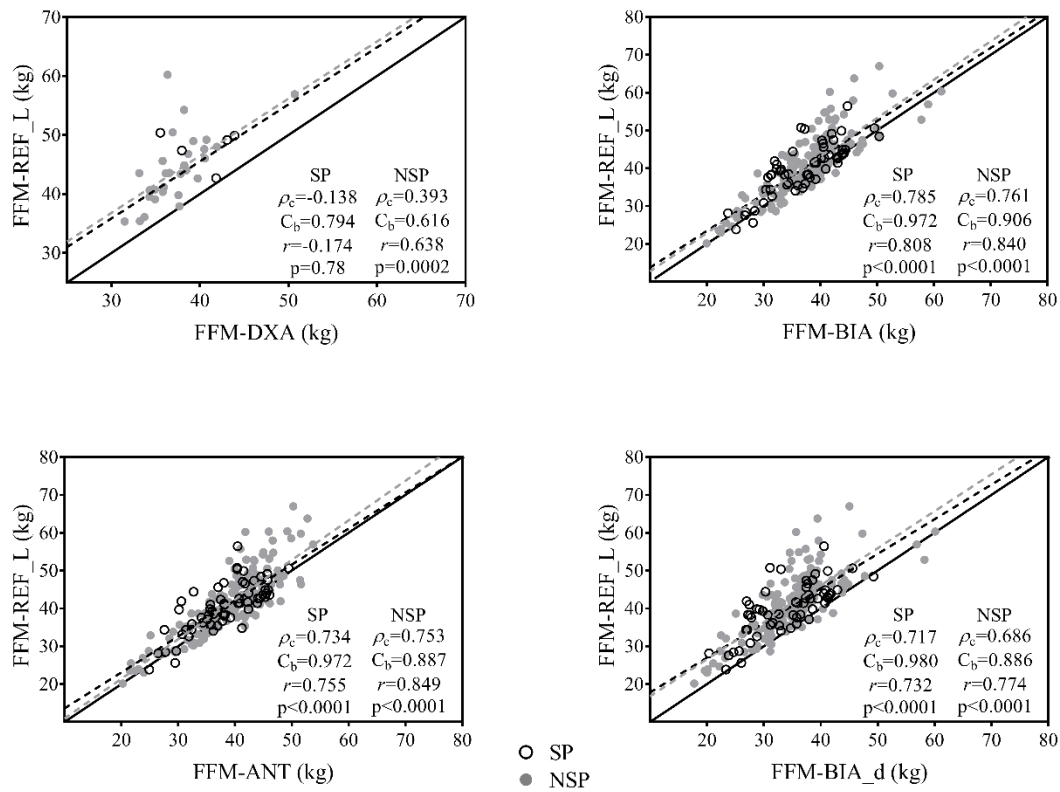 FFM-REF_L (kg)
70
60
50
40
30
SP NSP
ρc=-0.138 ρc=0.393
Cb=0.794 Cb=0.616
r=-0.174 r=0.638
p=0.78 p=0.0002
30 40 50 60 70
FFM-DXA (kg)
FFM-REF_L (kg)
80
70
60
50
40
30
20
SP NSP
ρc=0.785 ρc=0.761
Cb=0.972 Cb=0.906
r=0.808 r=0.840
p<0.0001 p<0.0001
20 30 40 50 60 70 80
FFM-BIA (kg)
FFM-REF_L (kg)
80
70
60
50
40
30
20
SP NSP
ρc=0.734 ρc=0.753
Cb=0.972 Cb=0.887
r=0.755 r=0.849
p<0.0001 p<0.0001
20 30 40 50 60 70 80
FFM-ANT (kg)
FFM-REF_L (kg)
80
70
60
50
40
30
20
SP NSP
ρc=0.717 ρc=0.686
Cb=0.980 Cb=0.886
r=0.732 r=0.774
p<0.0001 p<0.0001
20 30 40 50 60 70 80
FFM-BIA_d (kg)
SP
NSP